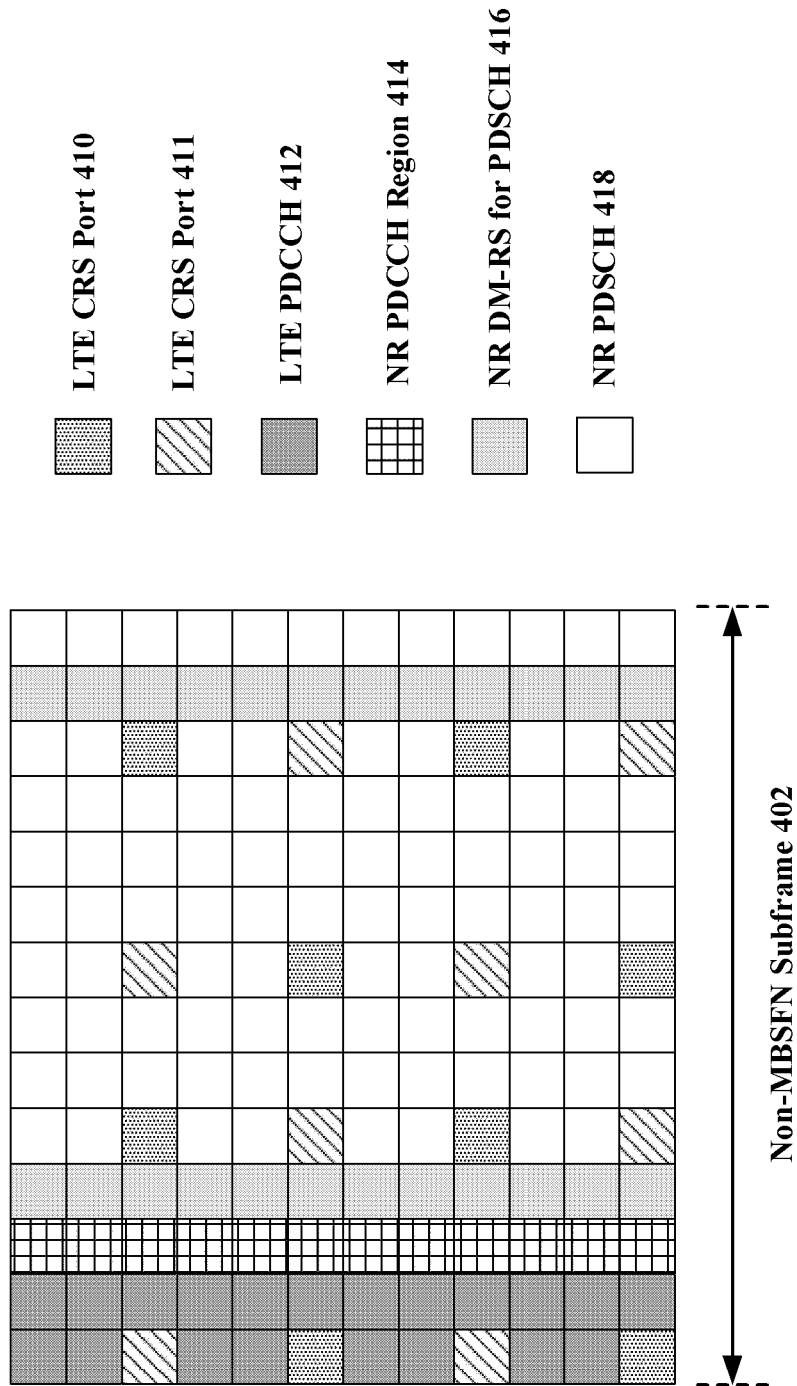 LTE CRS Port 410
LTE CRS Port 411
LTE PDCCH 412
NR PDCCH Region 414
NR DM-RS for PDSCH 416
NR PDSCH 418
Non-MBSFN Subframe 402